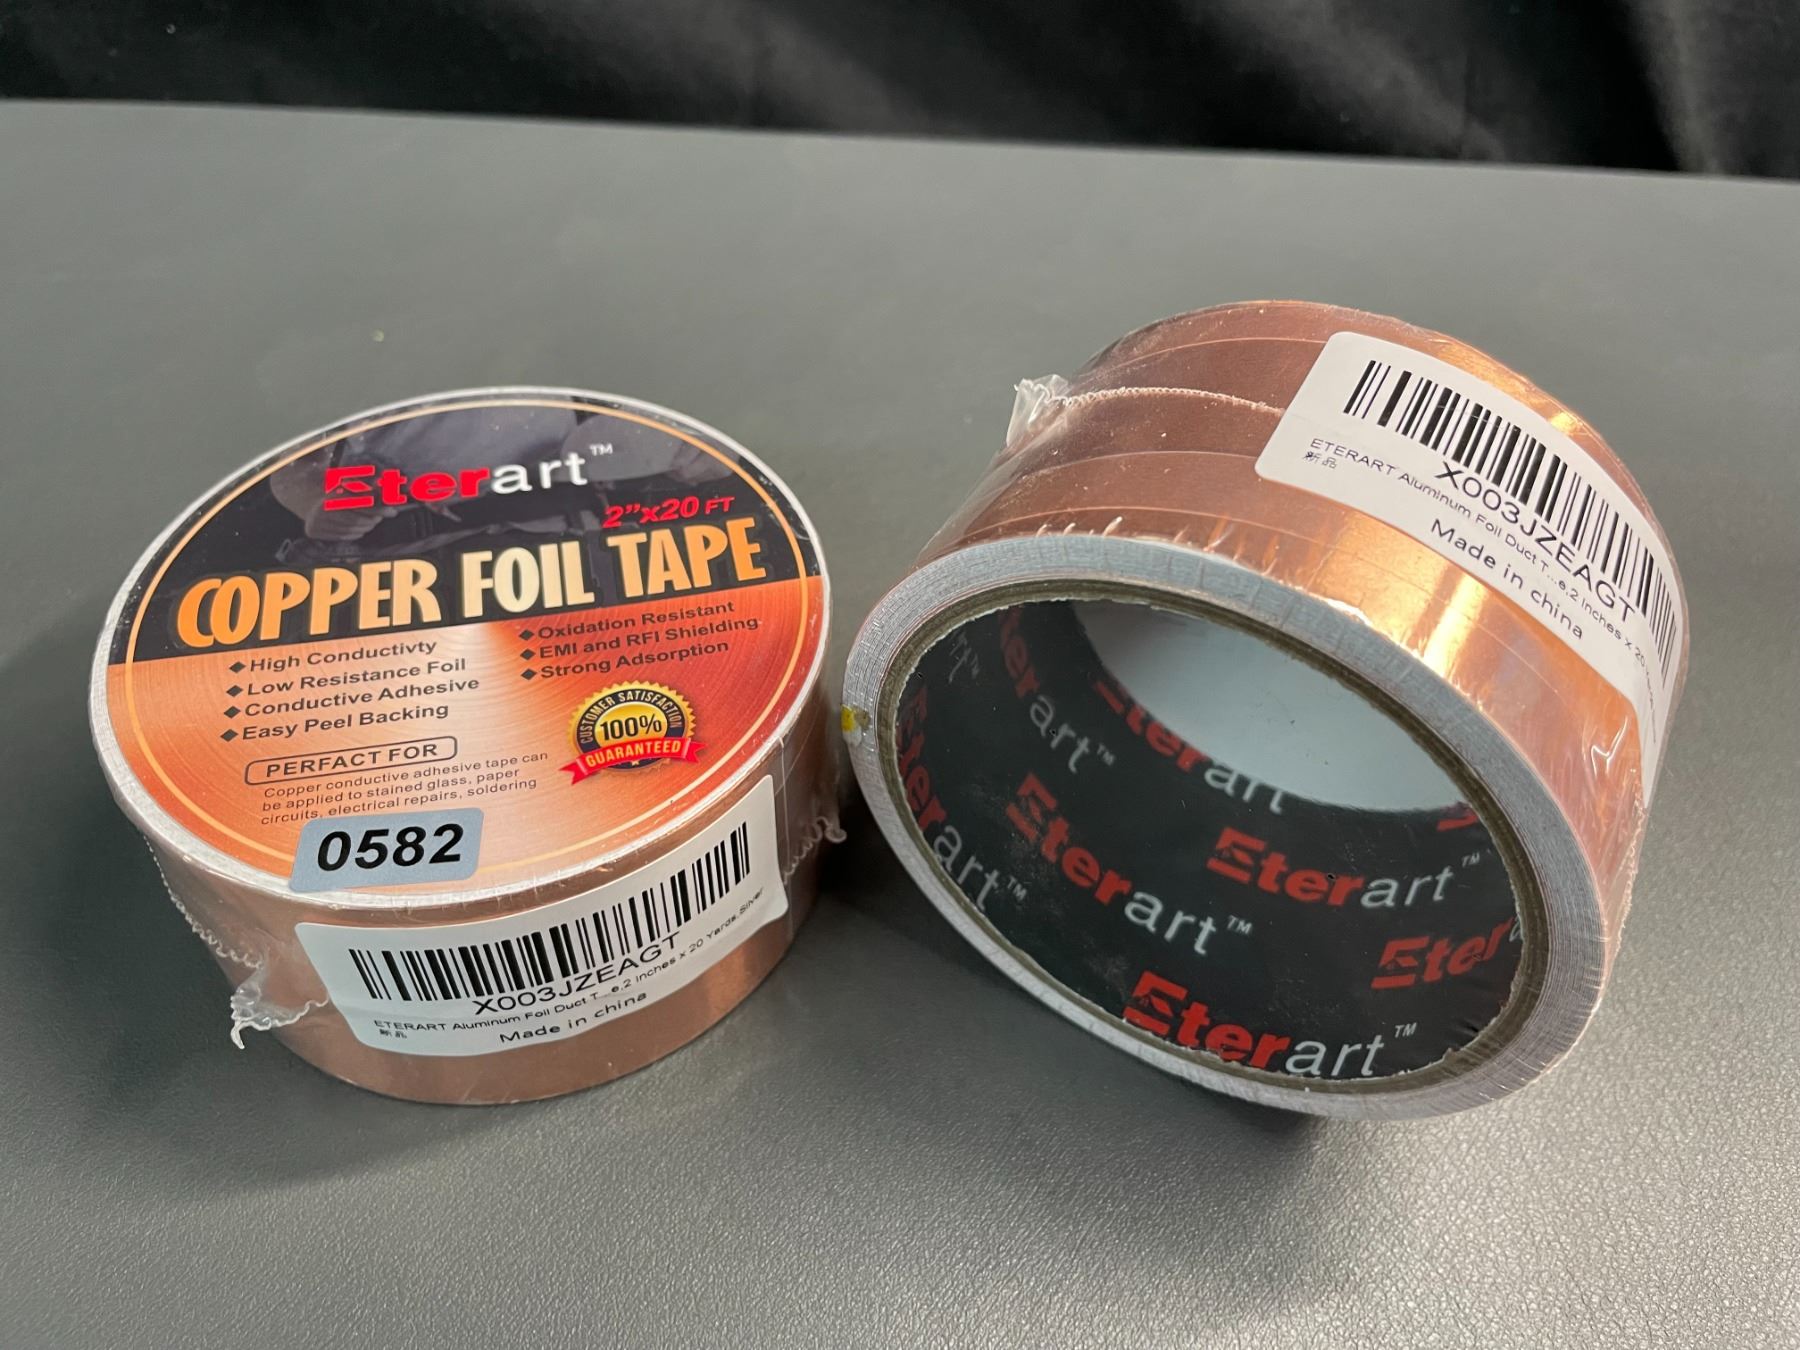 Eterart™
2”x20 FT
COPPER FOIL TAPE
◆High Conductivty
◆Low Resistance Foil
◆Conductive Adhesive
◆Easy Peel Backing
◆Oxidation Resistant
◆EMI and RFI Shielding
◆Strong Adsorption
CUSTOMER SATISFACTION
100%
GUARANTEED
PERFACT FOR
Copper conductive adhesive tape can
be applied to stained glass, paper
circuits, electrical repairs, soldering
0582
X003JZEAGT
ETERART Aluminum Foil Duct T...e,2 inches x 20 Yards,Silver
新品
Made in china
X003JZEAGT
ETERART Aluminum Foil Duct T...e,2 inches x 20
新品
Made in china
Eterart™
Eterart
Eterart™
Eterart™
Eterart™
Eterar
Eterart™